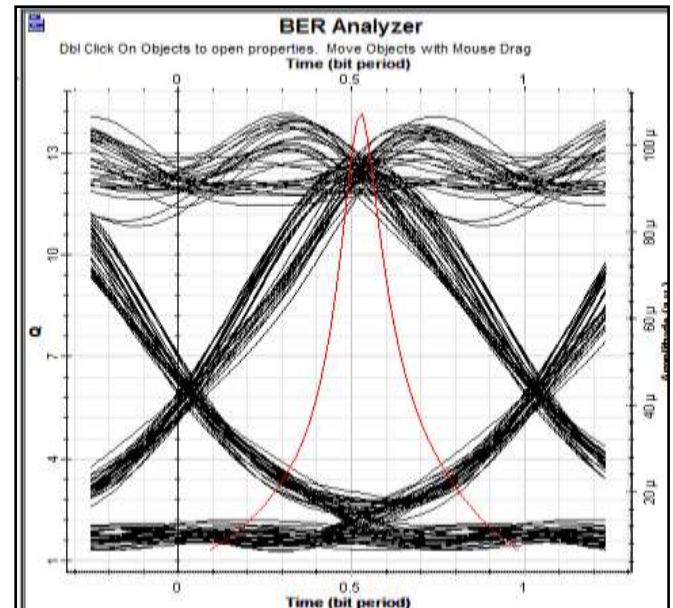 BER Analyzer
Dbl Click On Objects to open properties. Move Objects with Mouse Drag
Time (bit period)
0 0.5 1
13
10
Q
7
4
1
100 µ
80 µ
60 µ
Amplitude (a.u.)
40 µ
20 µ
0 0.5 1
Time (bit period)